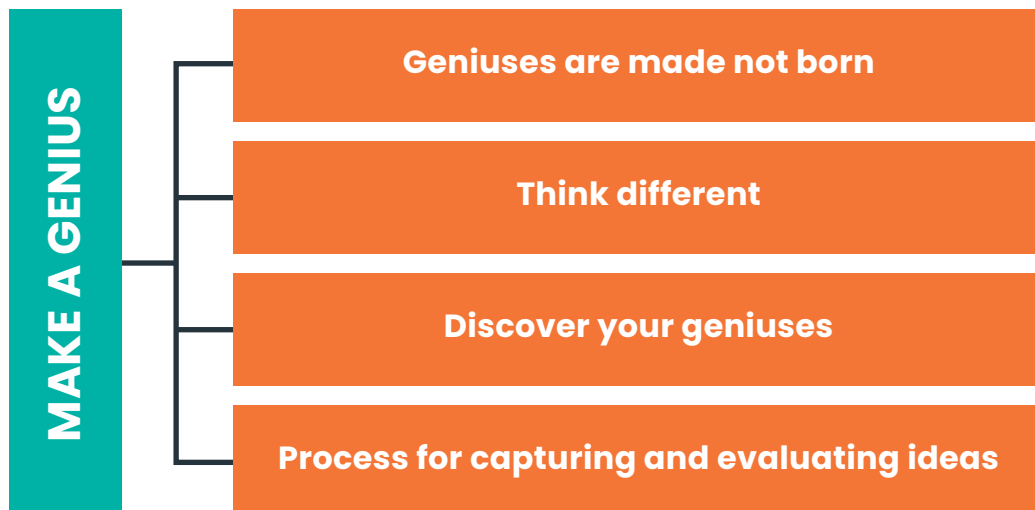 MAKE A GENIUS
Geniuses are made not born
Think different
Discover your geniuses
Process for capturing and evaluating ideas